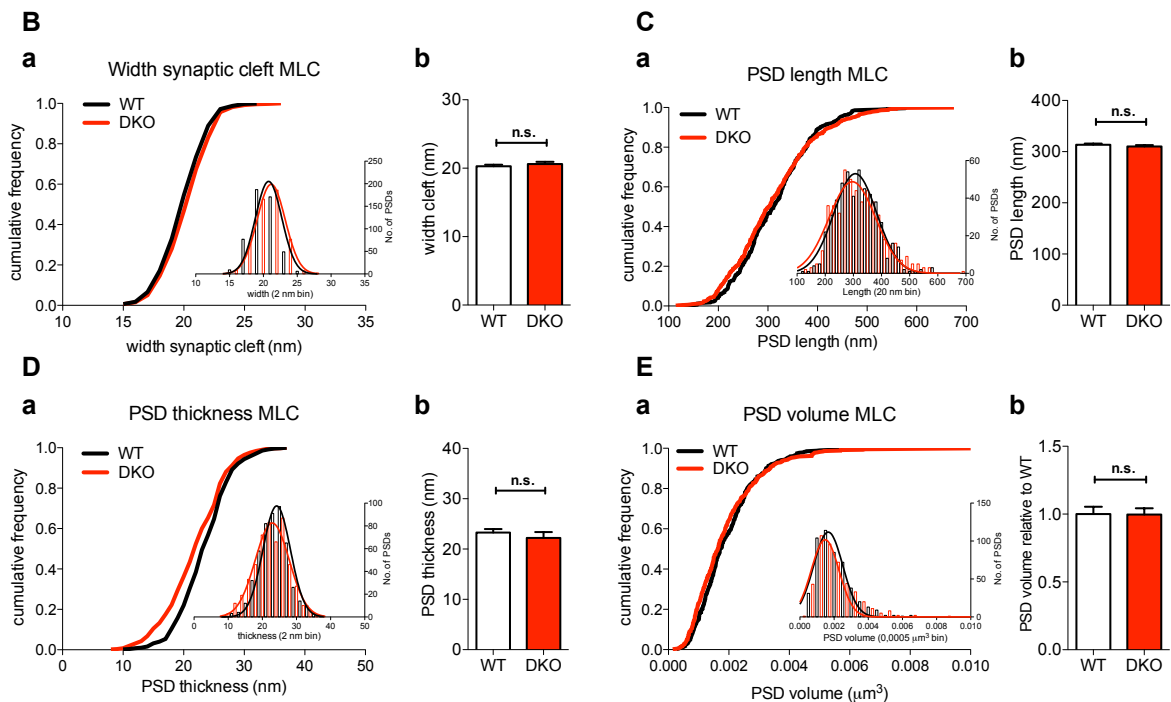 B
a
Width synaptic cleft MLC
WT
DKO
cumulative frequency
1.0
0.8
0.6
0.4
0.2
0.0
10 15 20 25 30 35
width synaptic cleft (nm)
250
200
150
100
50
0
No. of PSDs
10 15 20 25 30 35
width (2 nm bin)
b
width cleft (nm)
30
20
10
0
n.s.
WT DKO
C
a
PSD length MLC
WT
DKO
cumulative frequency
1.0
0.8
0.6
0.4
0.2
0.0
100 200 300 400 500 600 700
PSD length (nm)
60
40
20
0
No. of PSDs
100 200 300 400 500 600 700
Length (20 nm bin)
b
PSD length (nm)
400
300
200
100
0
n.s.
WT DKO
D
a
PSD thickness MLC
WT
DKO
cumulative frequency
1.0
0.8
0.6
0.4
0.2
0.0
0 10 20 30 40 50
PSD thickness (nm)
100
80
60
40
20
0
No. of PSDs
0 10 20 30 40 50
thickness (2 nm bin)
b
PSD thickness (nm)
40
30
20
10
0
n.s.
WT DKO
E
a
PSD volume MLC
WT
DKO
cumulative frequency
1.0
0.8
0.6
0.4
0.2
0.0
0.000 0.002 0.004 0.006 0.008 0.010
PSD volume (μm³)
150
100
50
0
No. of PSDs
0.000 0.002 0.004 0.006 0.008 0.010
PSD volume (0,0005 μm³ bin)
b
PSD volume relative to WT
1.5
1.0
0.5
0.0
n.s.
WT DKO